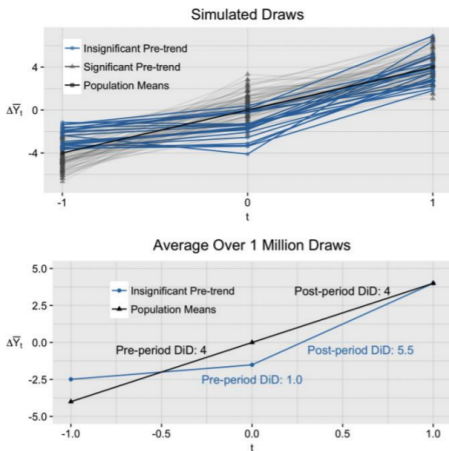 Simulated Draws
Insignificant Pre-trend
Significant Pre-trend
Population Means
4
0
-4
ΔȲₜ
-1
0
1
t
Average Over 1 Million Draws
5.0
2.5
0.0
-2.5
-5.0
ΔȲₜ
Insignificant Pre-trend
Population Means
Post-period DiD: 4
Pre-period DiD: 4
Post-period DiD: 5.5
Pre-period DiD: 1.0
-1.0
-0.5
0.0
0.5
1.0
t